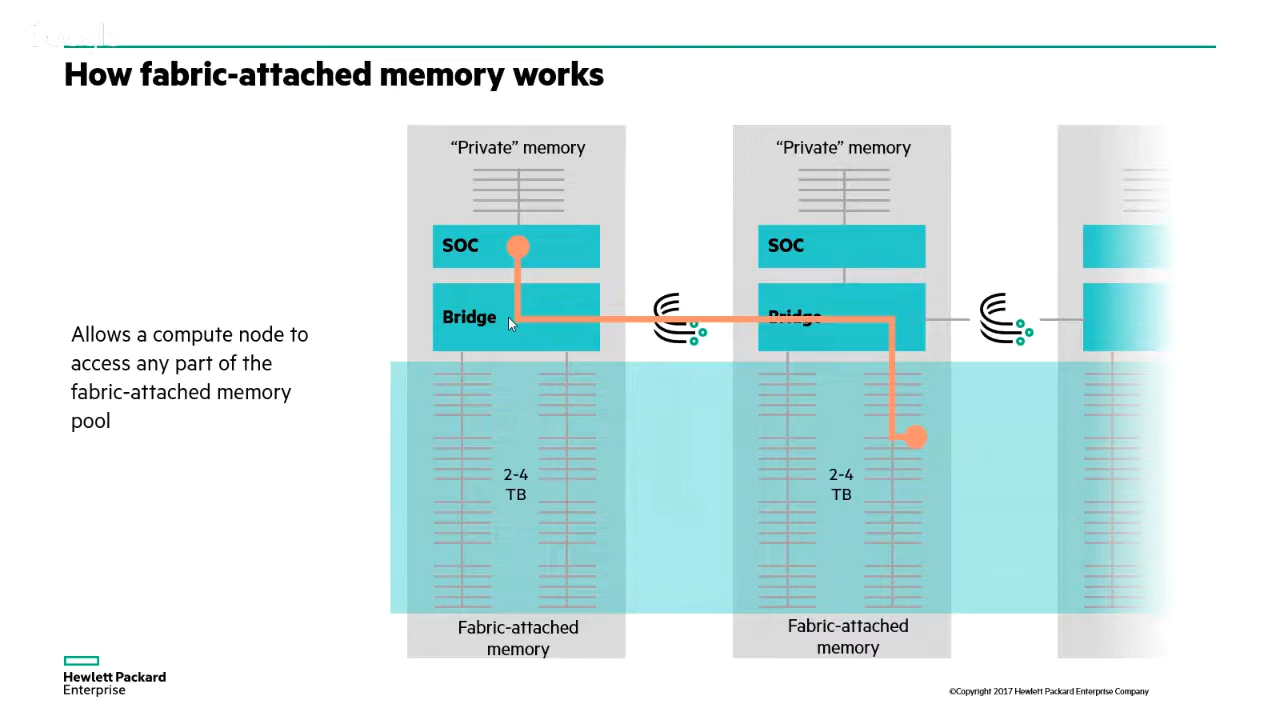 How fabric-attached memory works
"Private" memory
"Private" memory
SOC
SOC
Bridge
Bridge
Allows a compute node to
access any part of the
fabric-attached memory
pool
2-4
TB
2-4
TB
Fabric-attached
memory
Fabric-attached
memory
Hewlett Packard
Enterprise
©Copyright 2017 Hewlett Packard Enterprise Company